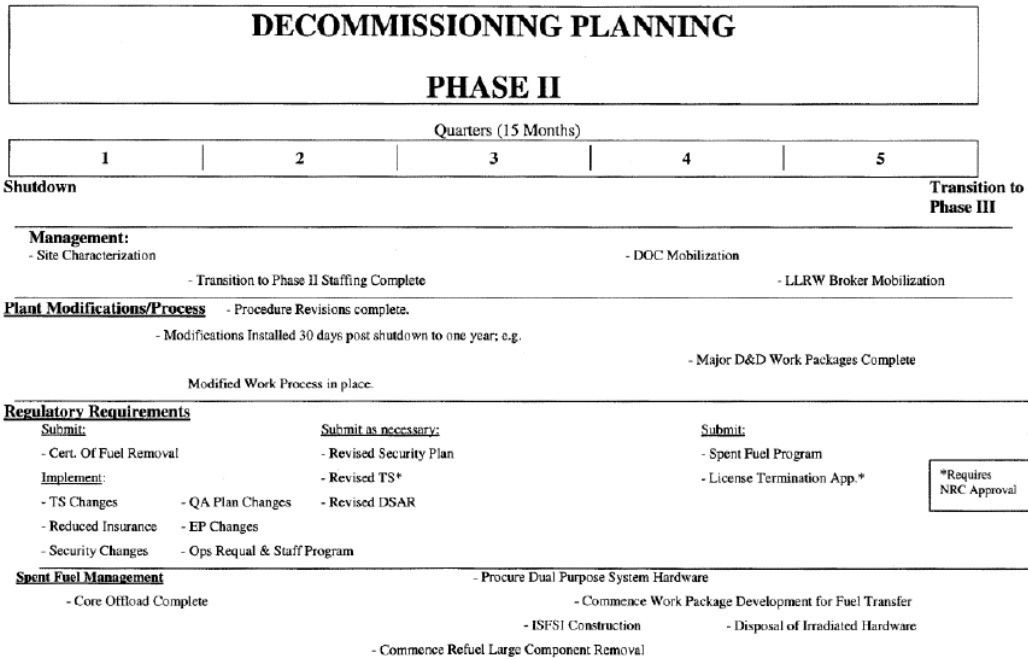 DECOMMISSIONING PLANNING
PHASE II
Quarters (15 Months)
1 2 3 4 5
Shutdown
Transition to
Phase III
Management:
- Site Characterization
- DOC Mobilization
- Transition to Phase II Staffing Complete
- LLRW Broker Mobilization
Plant Modifications/Process - Procedure Revisions complete.
- Modifications Installed 30 days post shutdown to one year; e.g.
- Major D&D Work Packages Complete
Modified Work Process in place.
Regulatory Requirements
Submit:
- Cert. Of Fuel Removal
Implement:
- TS Changes
- Reduced Insurance
- Security Changes
- QA Plan Changes
- EP Changes
- Ops Requal & Staff Program
Submit as necessary:
- Revised Security Plan
- Revised TS*
- Revised DSAR
Submit:
- Spent Fuel Program
- License Termination App.*
*Requires
NRC Approval
Spent Fuel Management
- Procure Dual Purpose System Hardware
- Core Offload Complete
- Commence Work Package Development for Fuel Transfer
- ISFSI Construction
- Disposal of Irradiated Hardware
- Commence Refuel Large Component Removal